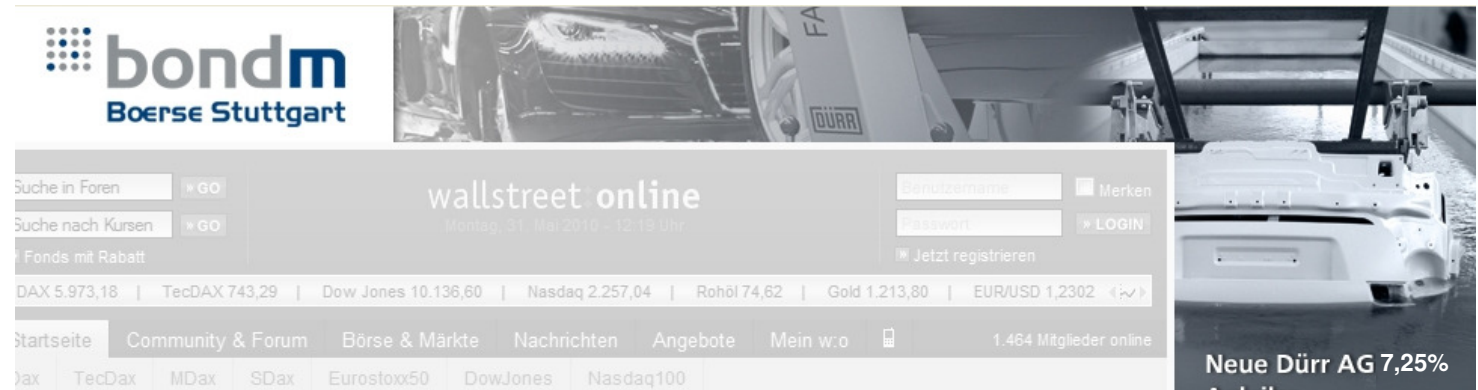 bondm
Boerse Stuttgart
FA
DÜRR
Suche in Foren » GO
wallstreet:online
Benutzername Merken
Suche nach Kursen » GO
Montag, 31. Mai 2010 - 12:19 Uhr
Passwort » LOGIN
Fonds mit Rabatt
Jetzt registrieren
DAX 5.973,18 | TecDAX 743,29 | Dow Jones 10.136,60 | Nasdaq 2.257,04 | Rohöl 74,62 | Gold 1.213,80 | EUR/USD 1,2302
Startseite Community & Forum Börse & Märkte Nachrichten Angebote Mein w:o 1.464 Mitglieder online
Dax TecDax MDax SDax Eurostoxx50 DowJones Nasdaq100
Neue Dürr AG 7,25%